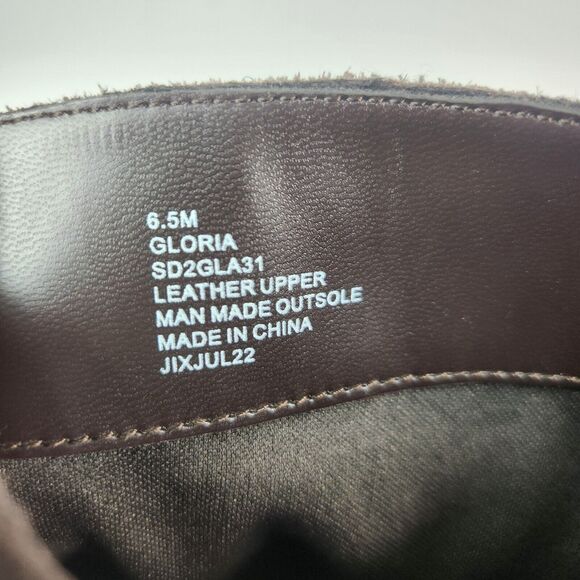 6.5M
GLORIA
SD2GLA31
LEATHER UPPER
MAN MADE OUTSOLE
MADE IN CHINA
JIXJUL22